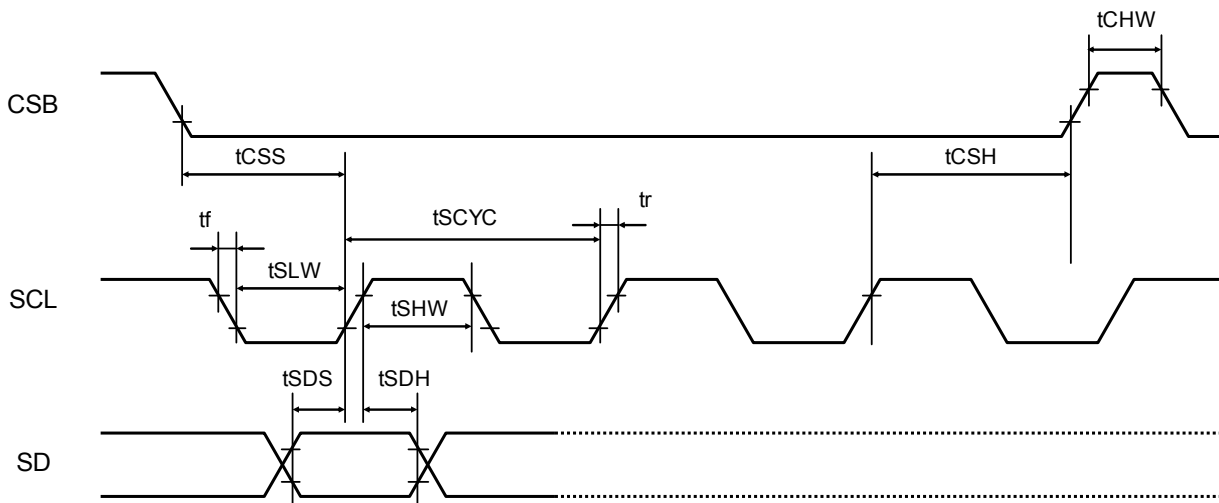 tCHW
CSB
tCSS
tCSH
tf
tSCYC
tr
tSLW
SCL
tSHW
tSDS
tSDH
SD